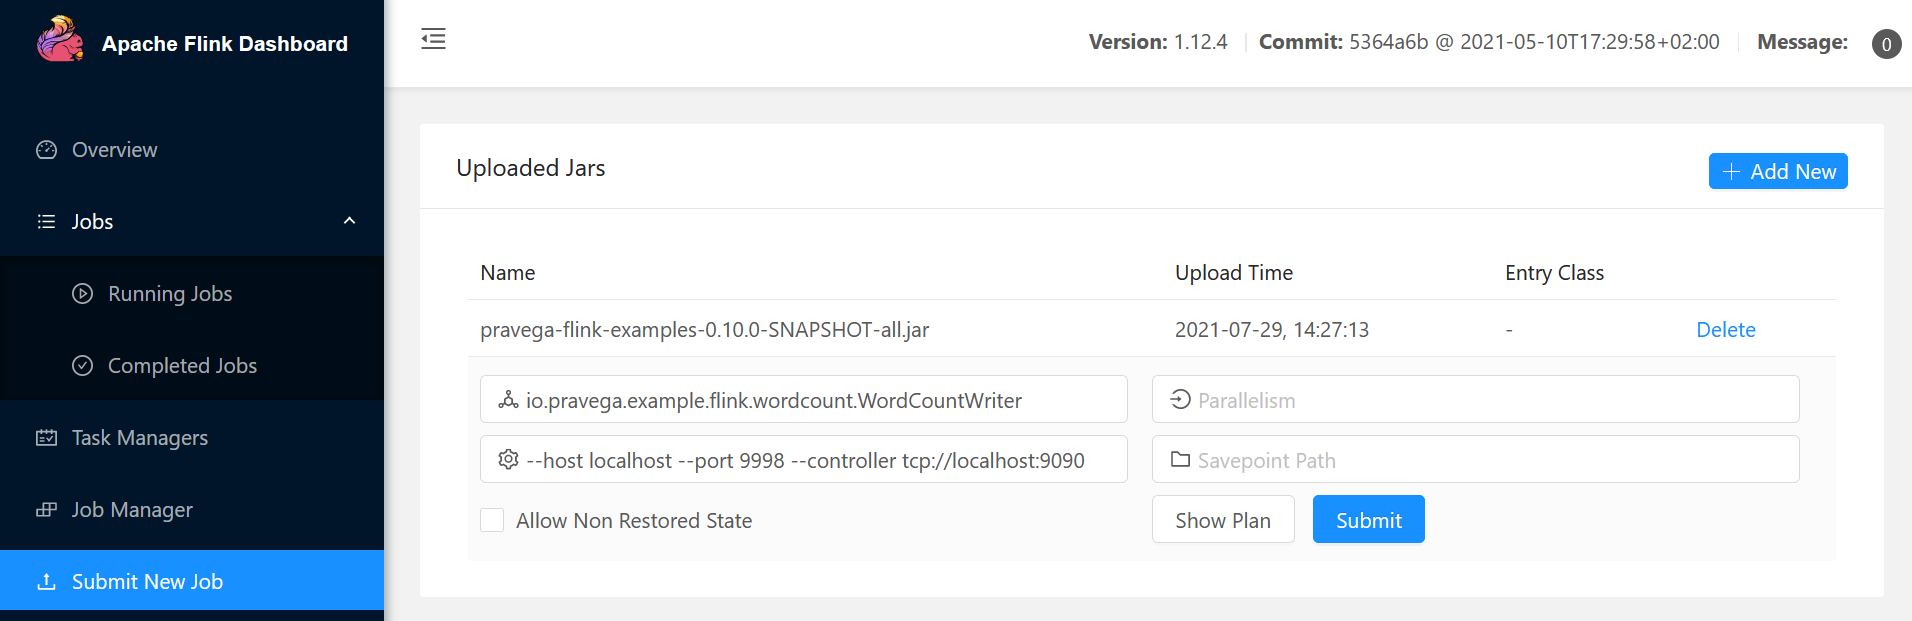 Apache Flink Dashboard
Version: 1.12.4 Commit: 5364a6b @ 2021-05-10T17:29:58+02:00 Message: 0
Overview
Jobs
Running Jobs
Completed Jobs
Task Managers
Job Manager
Submit New Job
Uploaded Jars
+ Add New
Name Upload Time Entry Class
pravega-flink-examples-0.10.0-SNAPSHOT-all.jar 2021-07-29, 14:27:13 - Delete
io.pravega.example.flink.wordcount.WordCountWriter Parallelism
--host localhost --port 9998 --controller tcp://localhost:9090 Savepoint Path
Allow Non Restored State Show Plan Submit